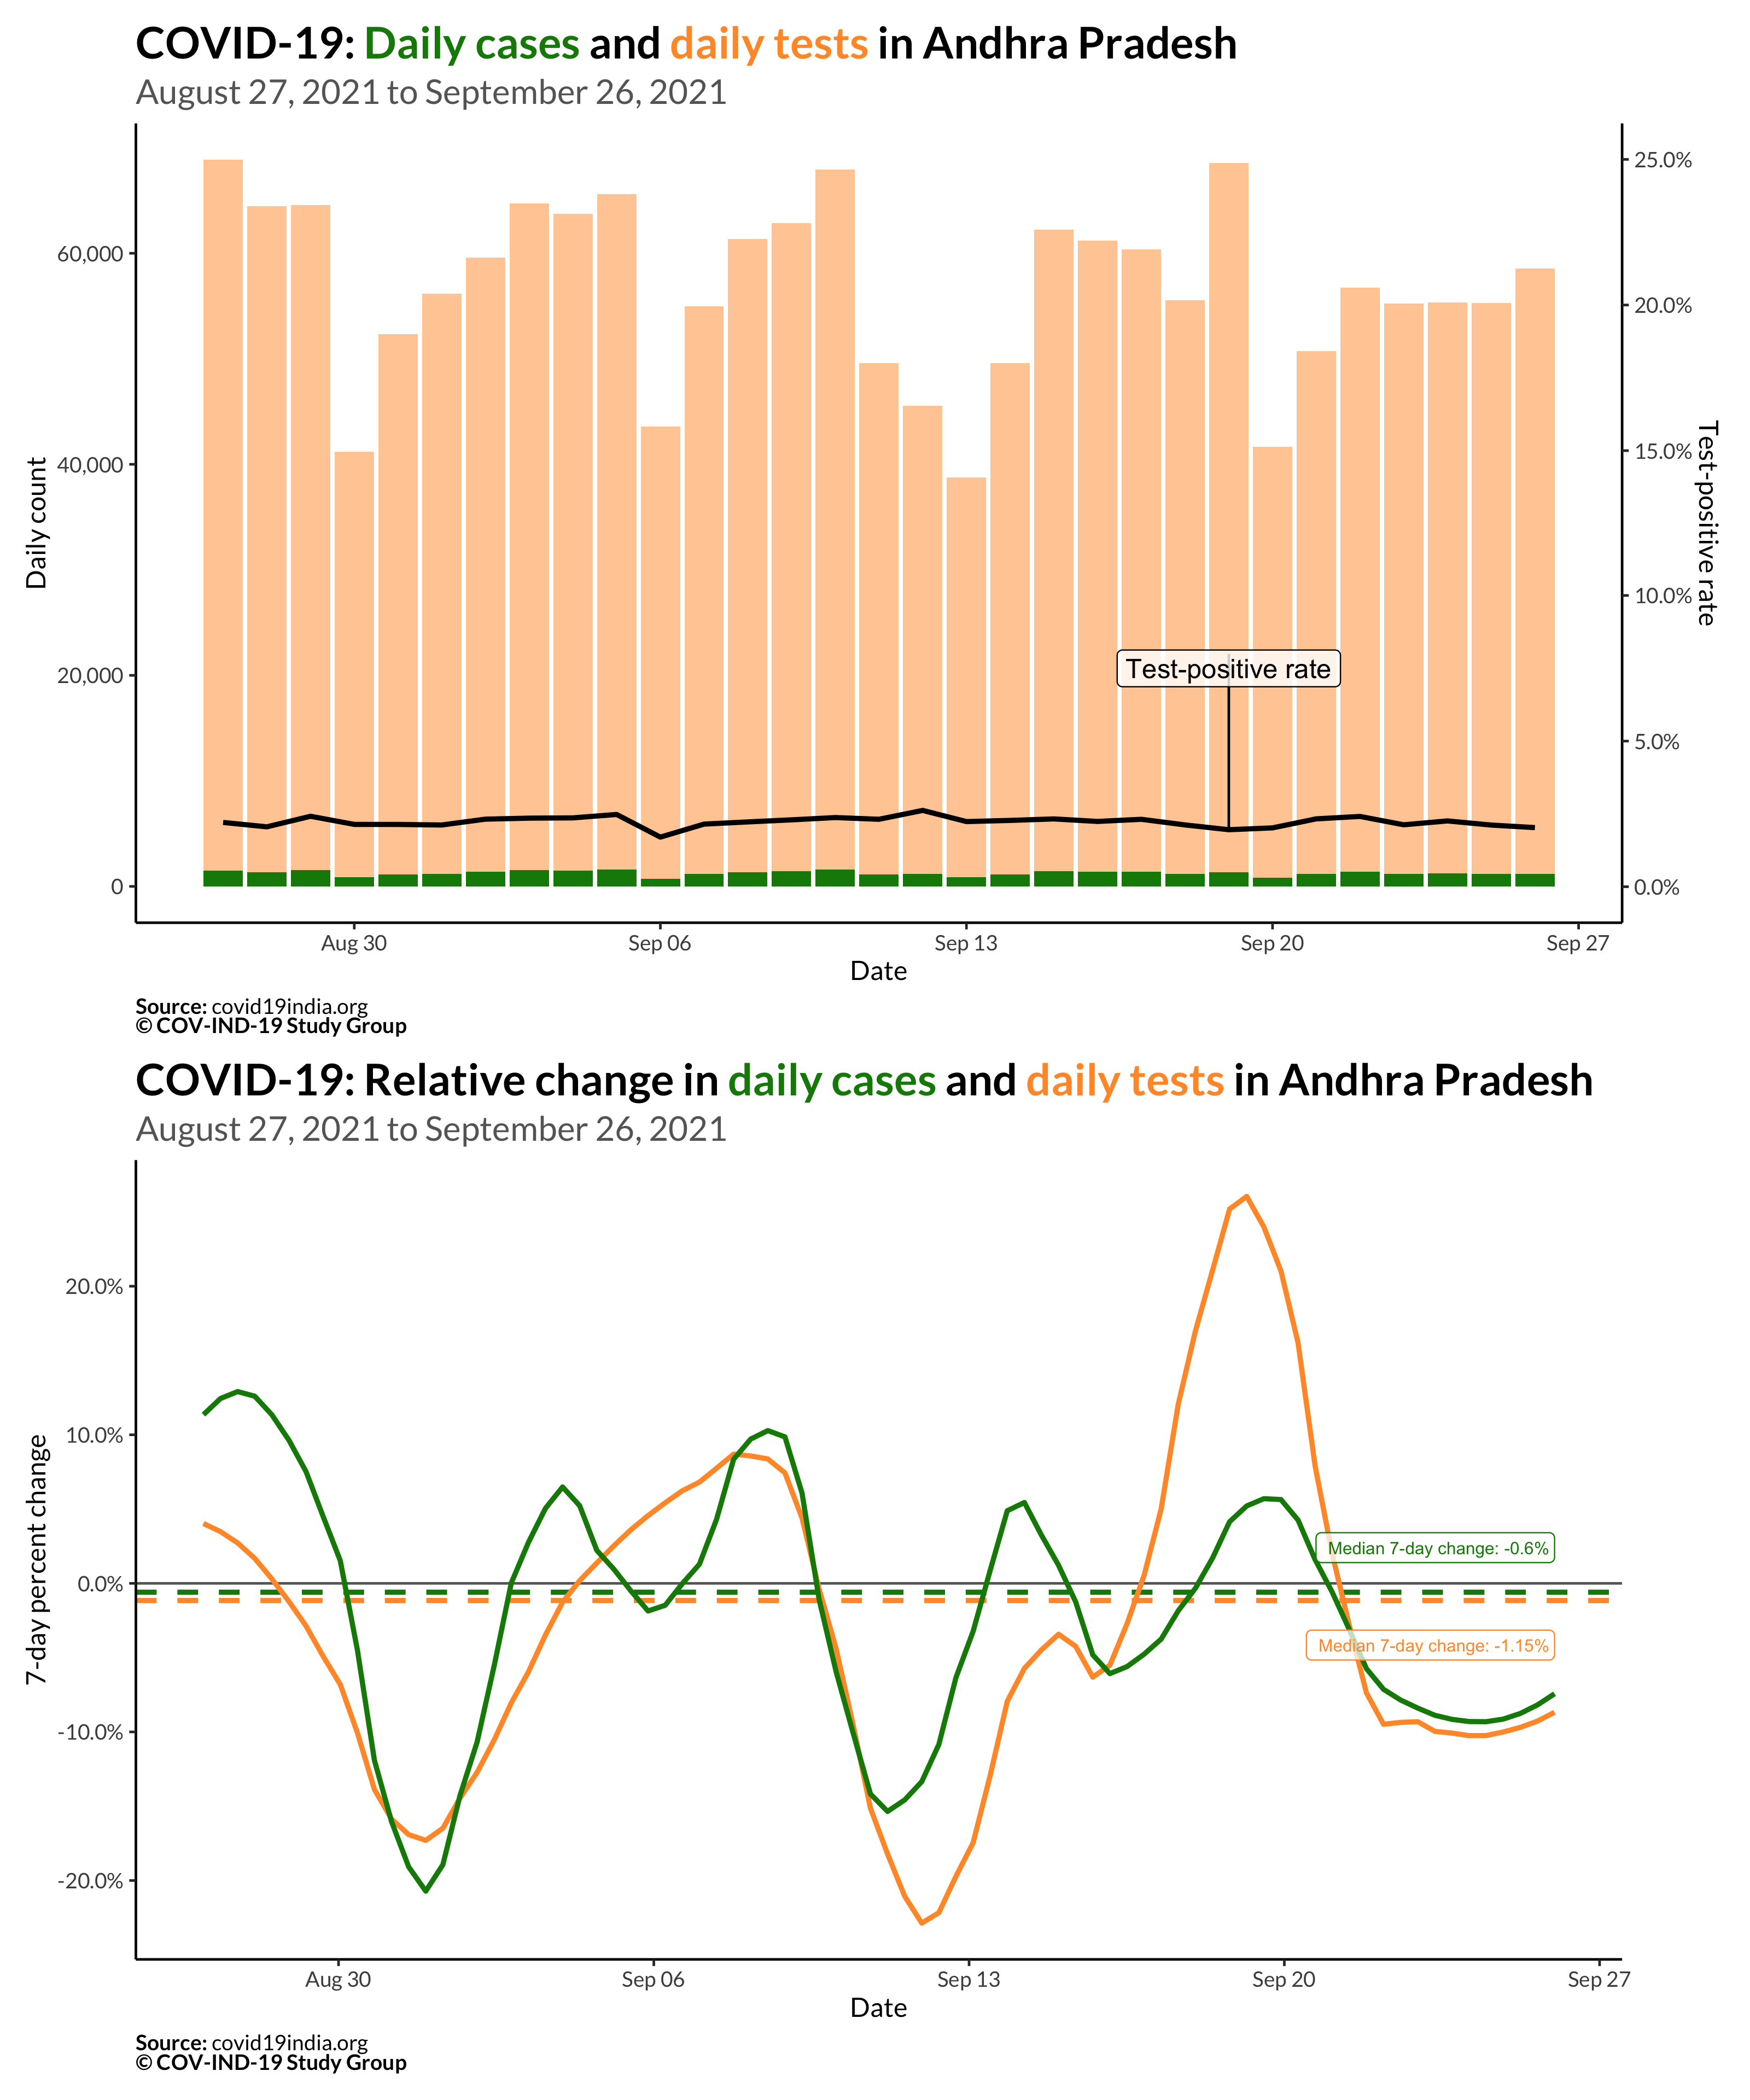 COVID-19: Daily cases and daily tests in Andhra Pradesh
August 27, 2021 to September 26, 2021
25.0%
60,000
20.0%
40,000
15.0%
Daily count
Test-positive rate
10.0%
20,000
Test-positive rate
5.0%
0
0.0%
Aug 30 Sep 06 Sep 13 Sep 20 Sep 27
Date
Source: covid19india.org
© COV-IND-19 Study Group
COVID-19: Relative change in daily cases and daily tests in Andhra Pradesh
August 27, 2021 to September 26, 2021
20.0%
10.0%
7-day percent change
Median 7-day change: -0.6%
0.0%
Median 7-day change: -1.15%
-10.0%
-20.0%
Aug 30 Sep 06 Sep 13 Sep 20 Sep 27
Date
Source: covid19india.org
© COV-IND-19 Study Group